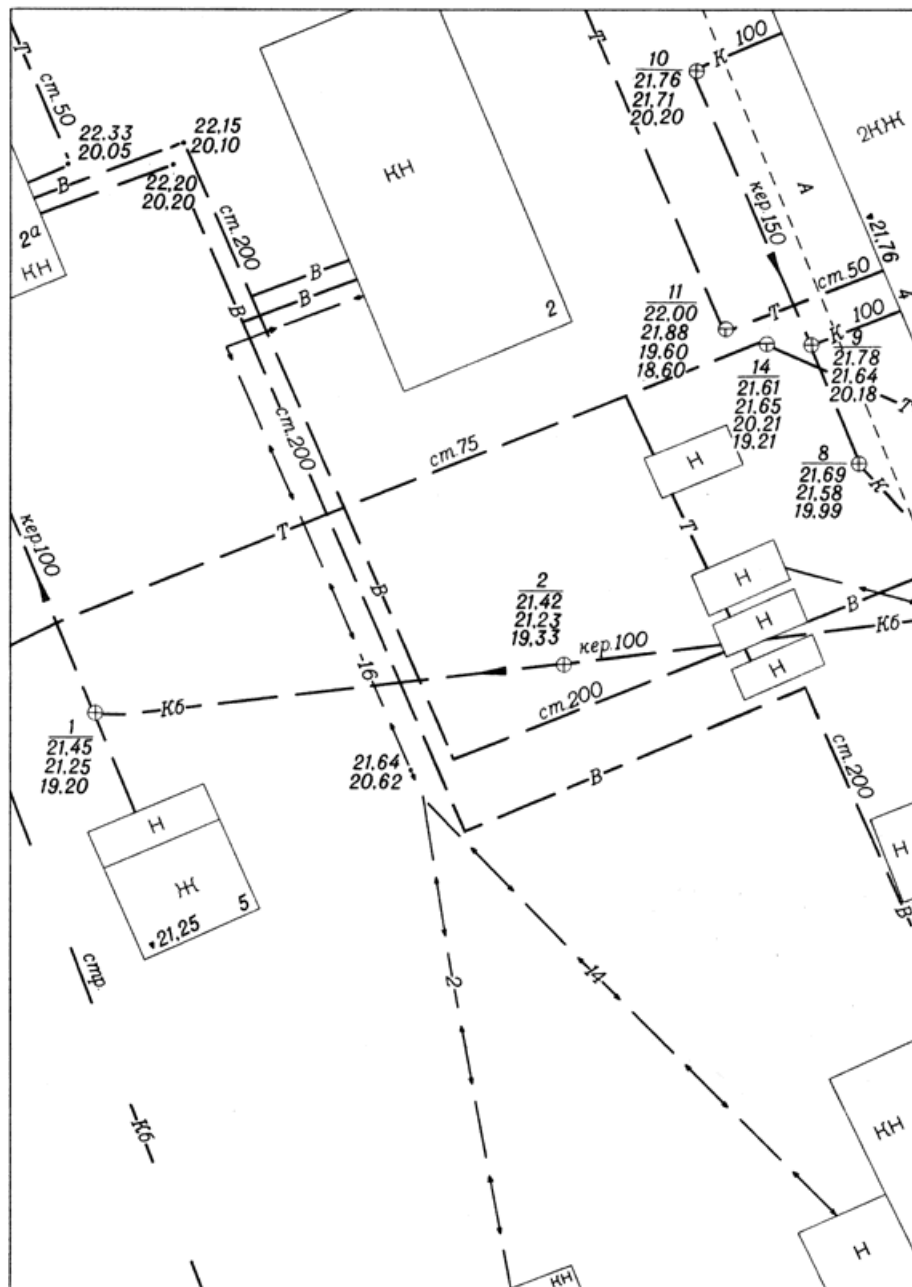 Т
ст.50
22.33
20,05
22,15
20,10
22,20
20,20
В
2а
КН
ст.200
В
В
В
КН
2
ст.200
Т
10
21,76
21,71
20,20
К
100
2КЖ
А
кер.150
21.76
4
ст.50
Т
11
22,00
21,88
19,60
18,60
К
100
9
21,78
21,64
20,18
14
21,61
21,65
20,21
19,21
Т
8
21,69
21,58
19,99
К
ст.75
Н
Т
кер.100
Т
В
2
21,42
21,23
19,33
Н
Н
Н
В
Кб
кер.100
16
Кб
ст.200
1
21,45
21,25
19,20
21,64
20,62
В
ст.200
Н
Ж
5
21,25
Н
В
стр.
2
14
Кб
КН
Н
КН